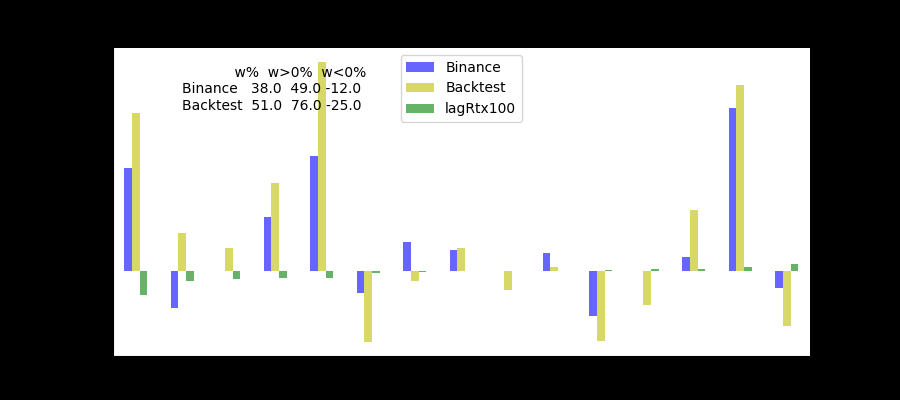 w% w>0% w<0%
Binance 38.0 49.0 -12.0
Backtest 51.0 76.0 -25.0
Binance
Backtest
lagRtx100